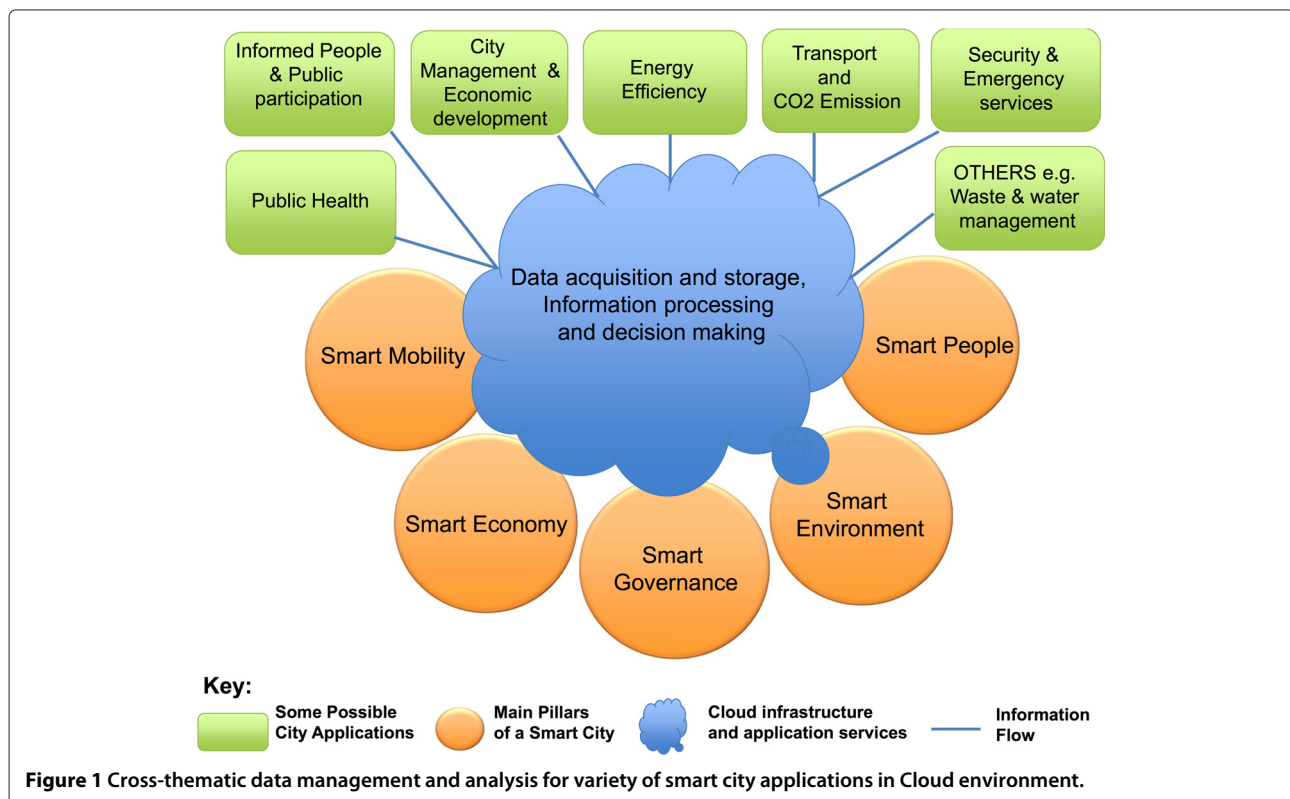 Informed People
& Public
participation
City
Management &
Economic
development
Energy
Efficiency
Transport
and
CO2 Emission
Security &
Emergency
services
Public Health
OTHERS e.g.
Waste & water
management
Data acquisition and storage,
Information processing
and decision making
Smart Mobility
Smart People
Smart Economy
Smart
Governance
Smart
Environment
Key:
Some Possible
City Applications
Main Pillars
of a Smart City
Cloud infrastructure
and application services
Information
Flow
Figure 1 Cross-thematic data management and analysis for variety of smart city applications in Cloud environment.